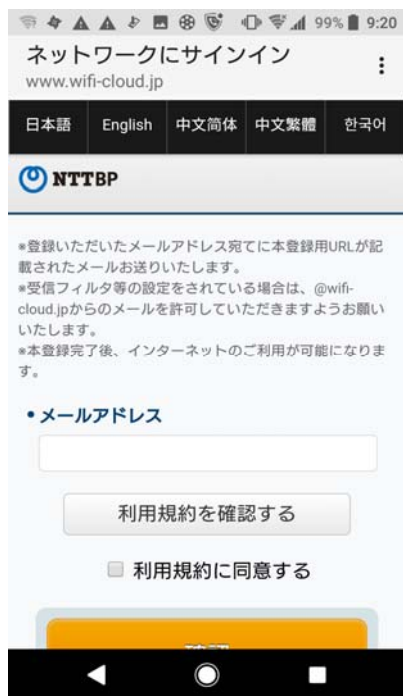 99% 9:20
ネットワークにサインイン
www.wifi-cloud.jp
日本語 English 中文简体 中文繁體 한국어
NTTBP
※登録いただいたメールアドレス宛てに本登録用URLが記
載されたメールお送りいたします。
※受信フィルタ等の設定をされている場合は、@wifi-
cloud.jpからのメールを許可していただきますようお願い
いたします。
※本登録完了後、インターネットのご利用が可能になりま
す。
•メールアドレス
利用規約を確認する
利用規約に同意する